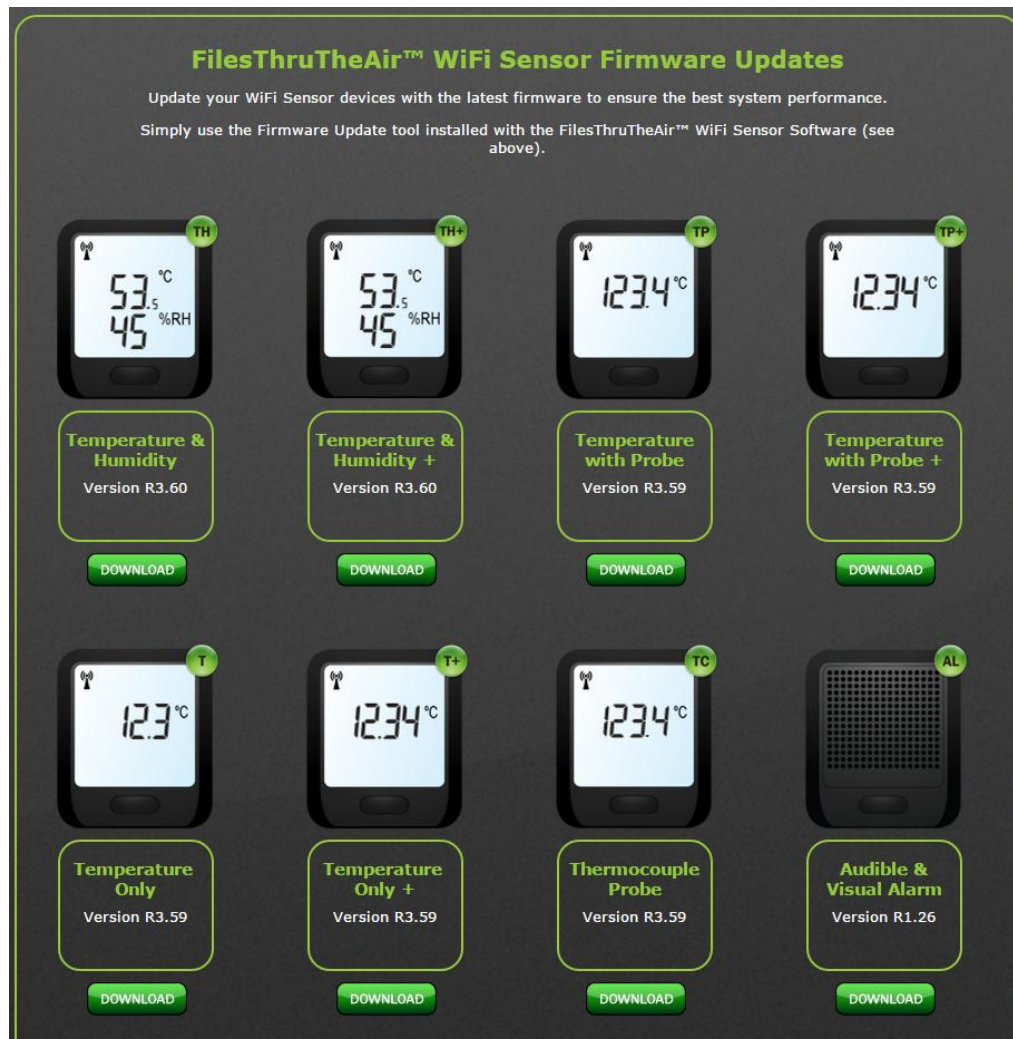 FilesThruTheAir™ WiFi Sensor Firmware Updates
Update your WiFi Sensor devices with the latest firmware to ensure the best system performance.
Simply use the Firmware Update tool installed with the FilesThruTheAir™ WiFi Sensor Software (see
above).
TH
53.5 °C
45 %RH
TH+
53.5 °C
45 %RH
TP
123.4 °C
TP+
12.34 °C
Temperature &
Humidity
Version R3.60
DOWNLOAD
Temperature &
Humidity +
Version R3.60
DOWNLOAD
Temperature
with Probe
Version R3.59
DOWNLOAD
Temperature
with Probe +
Version R3.59
DOWNLOAD
T
12.3 °C
T+
12.34 °C
TC
123.4 °C
AL
Temperature
Only
Version R3.59
DOWNLOAD
Temperature
Only +
Version R3.59
DOWNLOAD
Thermocouple
Probe
Version R3.59
DOWNLOAD
Audible &
Visual Alarm
Version R1.26
DOWNLOAD